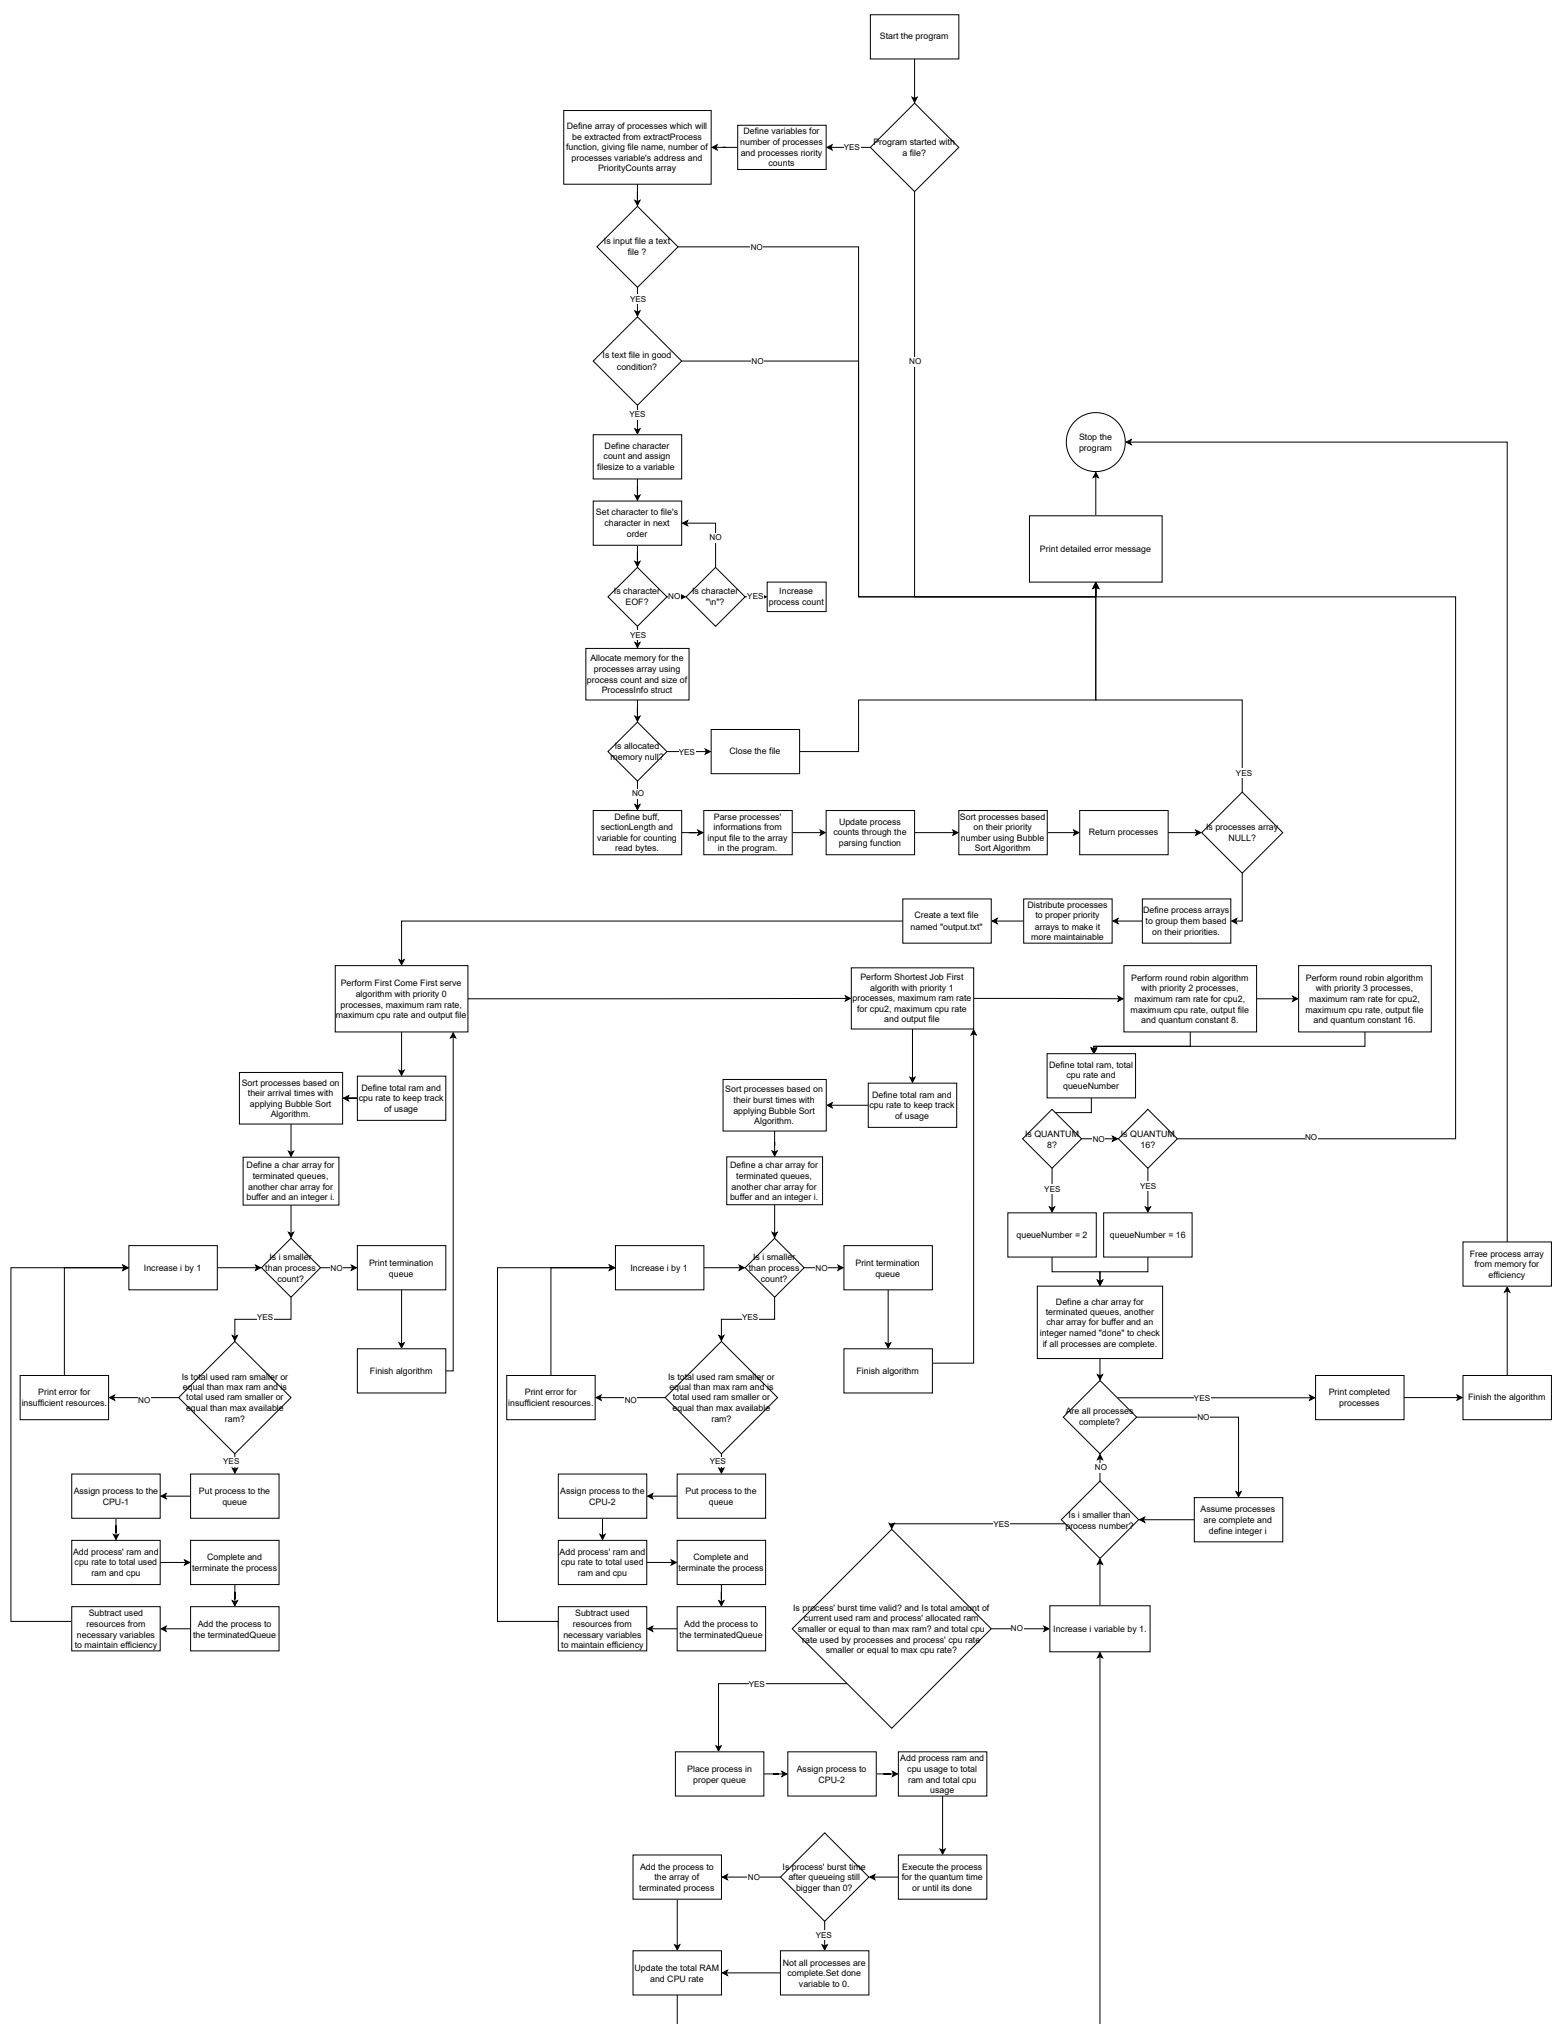 Start the program
Program started with
a file?
YES
Define variables for
number of processes
and processes riority
counts
Define array of processes which will
be extracted from extractProcess
function, giving file name, number of
processes variable's address and
PriorityCounts array
Is input file a text
file ?
NO
YES
Is text file in good
condition?
NO
NO
YES
Define character
count and assign
filesize to a variable
Stop the
program
Set character to file's
character in next
order
NO
Print detailed error message
Is character
EOF?
NO
Is character
"\n"?
YES
Increase
process count
YES
Allocate memory for the
processes array using
process count and size of
ProcessInfo struct
Is allocated
memory null?
YES
Close the file
NO
YES
Define buff,
sectionLength and
variable for counting
read bytes.
Parse processes'
informations from
input file to the array
in the program.
Update process
counts through the
parsing function
Sort processes based
on their priority
number using Bubble
Sort Algorithm
Return processes
Is processes array
NULL?
Define process arrays
to group them based
on their priorities.
Distribute processes
to proper priority
arrays to make it
more maintainable
Create a text file
named "output.txt"
Perform First Come First serve
algorithm with priority 0
processes, maximum ram rate,
maximum cpu rate and output file
Perform Shortest Job First
algorith with priority 1
processes, maximum ram rate
for cpu2, maximum cpu rate
and output file
Perform round robin algorithm
with priority 2 processes,
maximum ram rate for cpu2,
maximum cpu rate, output file
and quantum constant 8.
Perform round robin algorithm
with priority 3 processes,
maximum ram rate for cpu2,
maximum cpu rate, output file
and quantum constant 16.
Define total ram and
cpu rate to keep track
of usage
Sort processes based on
their arrival times with
applying Bubble Sort
Algorithm.
Define a char array for
terminated queues,
another char array for
buffer and an integer i.
Increase i by 1
Is i smaller
than process
count?
NO
Print termination
queue
YES
Finish algorithm
Is total used ram smaller or
equal than max ram and is
total used ram smaller or
equal than max available
ram?
NO
Print error for
insufficient resources.
YES
Put process to the
queue
Assign process to the
CPU-1
Add process' ram and
cpu rate to total used
ram and cpu
Complete and
terminate the process
Add the process to
the terminatedQueue
Subtract used
resources from
necessary variables
to maintain efficiency
Define total ram and
cpu rate to keep track
of usage
Sort processes based on
their burst times with
applying Bubble Sort
Algorithm.
Define a char array for
terminated queues,
another char array for
buffer and an integer i.
Increase i by 1
Is i smaller
than process
count?
NO
Print termination
queue
YES
Finish algorithm
Is total used ram smaller or
equal than max ram and is
total used ram smaller or
equal than max available
ram?
NO
Print error for
insufficient resources.
YES
Put process to the
queue
Assign process to the
CPU-2
Add process' ram and
cpu rate to total used
ram and cpu
Complete and
terminate the process
Add the process to
the terminatedQueue
Subtract used
resources from
necessary variables
to maintain efficiency
Define total ram, total
cpu rate and
queueNumber
Is QUANTUM
8?
NO
Is QUANTUM
16?
NO
YES
YES
queueNumber = 2
queueNumber = 16
Define a char array for
terminated queues, another
char array for buffer and an
integer named "done" to check
if all processes are complete.
Free process array
from memory for
efficiency
Are all processes
complete?
YES
Print completed
processes
Finish the algorithm
NO
NO
Assume processes
are complete and
define integer i
Is i smaller than
process number?
YES
Is process' burst time valid? and Is total amount of
current used ram and process' allocated ram
smaller or equal to than max ram? and total cpu
rate used by processes and process' cpu rate
smaller or equal to max cpu rate?
NO
Increase i variable by 1.
YES
Place process in
proper queue
Assign process to
CPU-2
Add process ram and
cpu usage to total
ram and total cpu
usage
Execute the process
for the quantum time
or until its done
Is process' burst time
after queueing still
bigger than 0?
NO
Add the process to
the array of
terminated process
YES
Not all processes are
complete.Set done
variable to 0.
Update the total RAM
and CPU rate